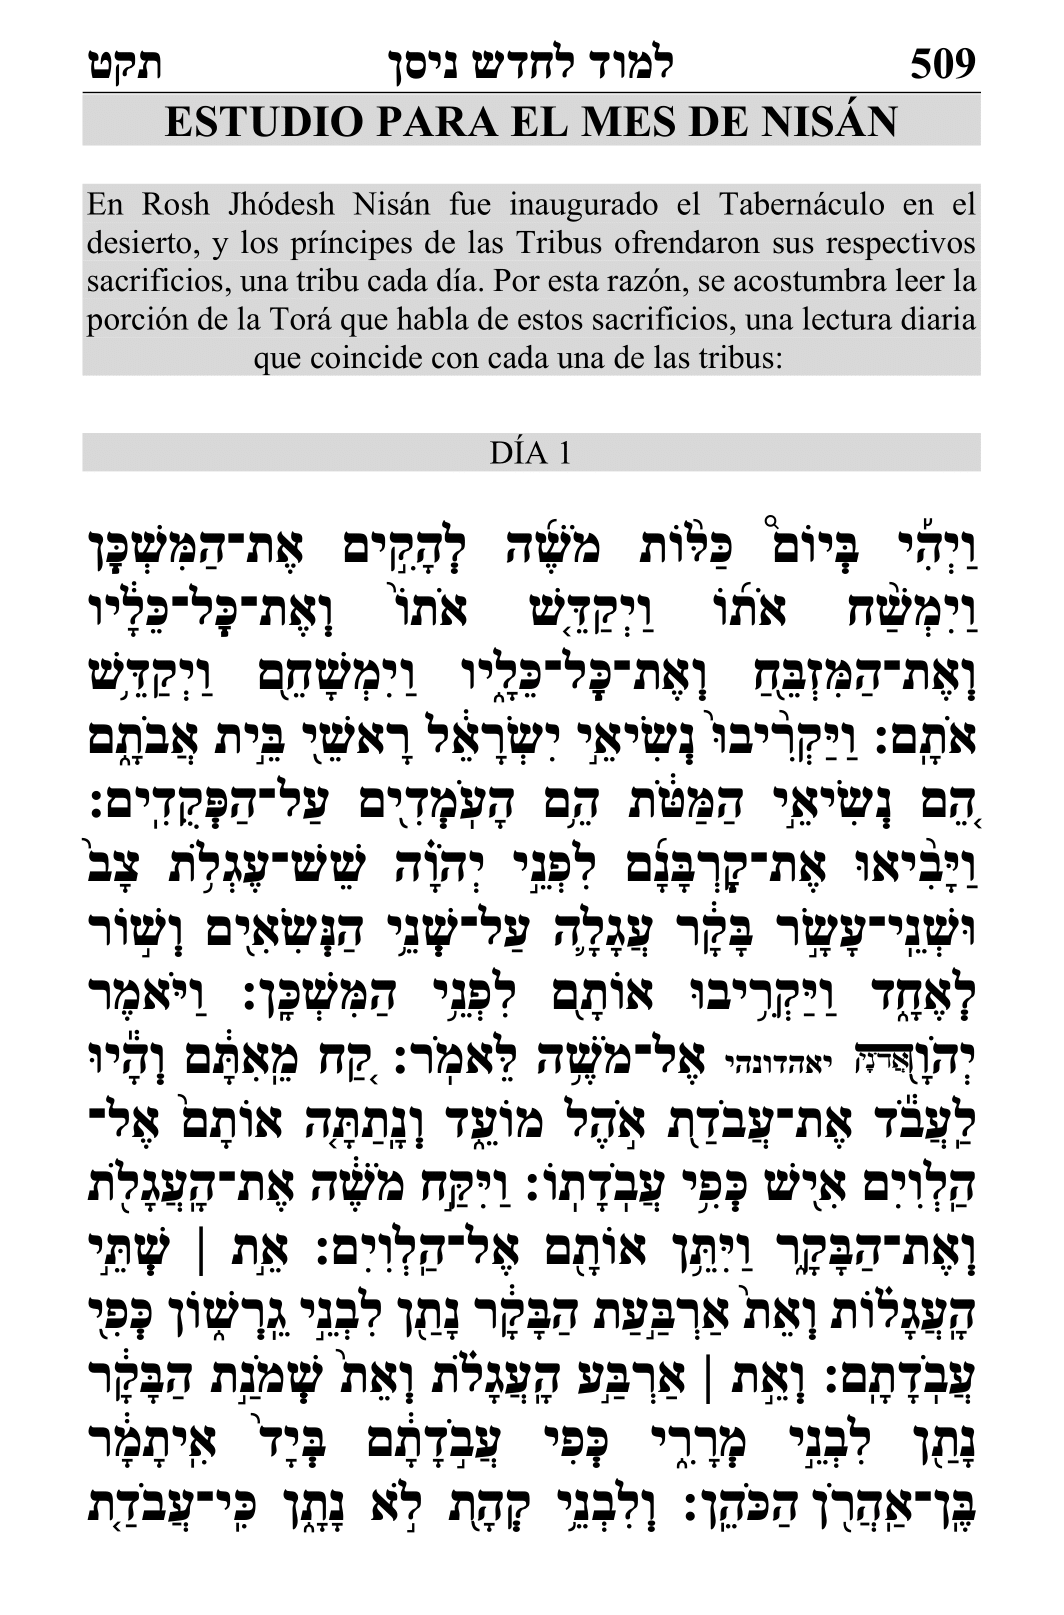 509 למוד לחדש ניסן תקט
ESTUDIO PARA EL MES DE NISÁN
En Rosh Jhódesh Nisán fue inaugurado el Tabernáculo en el
desierto, y los príncipes de las Tribus ofrendaron sus respectivos
sacrificios, una tribu cada día. Por esta razón, se acostumbra leer la
porción de la Torá que habla de estos sacrificios, una lectura diaria
que coincide con cada una de las tribus:
DÍA 1
וַיְהִ֡י בְּיוֹם֩ כַּלּ֨וֹת מֹשֶׁ֜ה לְהָקִ֣ים אֶת־הַמִּשְׁכָּ֗ן
וַיִּמְשַׁ֨ח אֹת֜וֹ וַיְקַדֵּ֤שׁ אֹתוֹ֙ וְאֶת־כָּל־כֵּלָ֔יו
וְאֶת־הַמִּזְבֵּ֖חַ וְאֶת־כָּל־כֵּלָ֑יו וַיִּמְשָׁחֵ֖ם וַיְקַדֵּ֥שׁ
אֹתָֽם: וַיַּקְרִ֙יבוּ֙ נְשִׂיאֵ֣י יִשְׂרָאֵ֔ל רָאשֵׁ֖י בֵּ֣ית אֲבֹתָ֑ם
הֵ֚ם נְשִׂיאֵ֣י הַמַּטֹּ֔ת הֵ֥ם הָעֹמְדִ֖ים עַל־הַפְּקֻדִֽים:
וַיָּבִ֨יאוּ אֶת־קָרְבָּנָ֜ם לִפְנֵ֣י יְהֹוָ֗ה שֵׁשׁ־עֶגְלֹ֥ת צָב֙
וּשְׁנֵֽי־עָשָׂ֣ר בָּקָ֔ר עֲגָלָ֛ה עַל־שְׁנֵ֥י הַנְּשִׂאִ֖ים וְשׁ֣וֹר
לְאֶחָ֑ד וַיַּקְרִ֥יבוּ אוֹתָ֖ם לִפְנֵ֥י הַמִּשְׁכָּֽן: וַיֹּ֥אמֶר
יְהֹוָ֖ה אֲדֹנָי יאהדונהי אֶל־מֹשֶׁ֥ה לֵּאמֹֽר: קַ֚ח מֵֽאִתָּ֔ם וְהָי֕וּ
לַעֲבֹ֕ד אֶת־עֲבֹדַ֖ת אֹ֣הֶל מוֹעֵ֑ד וְנָתַתָּ֤ה אוֹתָם֙ אֶל־
הַלְוִיִּ֔ם אִ֖ישׁ כְּפִ֥י עֲבֹדָתֽוֹ: וַיִּקַּ֣ח מֹשֶׁ֔ה אֶת־הָעֲגָלֹ֖ת
וְאֶת־הַבָּקָ֑ר וַיִּתֵּ֥ן אוֹתָ֖ם אֶל־הַלְוִיִּֽם: אֵ֣ת | שְׁתֵּ֣י
הָעֲגָל֗וֹת וְאֵת֙ אַרְבַּ֣עַת הַבָּקָ֔ר נָתַ֖ן לִבְנֵ֣י גֵרְשׁ֑וֹן כְּפִ֖י
עֲבֹדָתָֽם: וְאֵ֣ת | אַרְבַּ֣ע הָעֲגָלֹ֗ת וְאֵת֙ שְׁמֹנַ֣ת הַבָּקָ֔ר
נָתַ֖ן לִבְנֵ֣י מְרָרִ֑י כְּפִי֙ עֲבֹ֣דָתָ֔ם בְּיַד֙ אִֽיתָמָ֔ר
בֶּֽן־אַהֲרֹ֖ן הַכֹּהֵֽן: וְלִבְנֵ֥י קְהָ֖ת לֹ֣א נָתָ֑ן כִּֽי־עֲבֹדַ֤ת